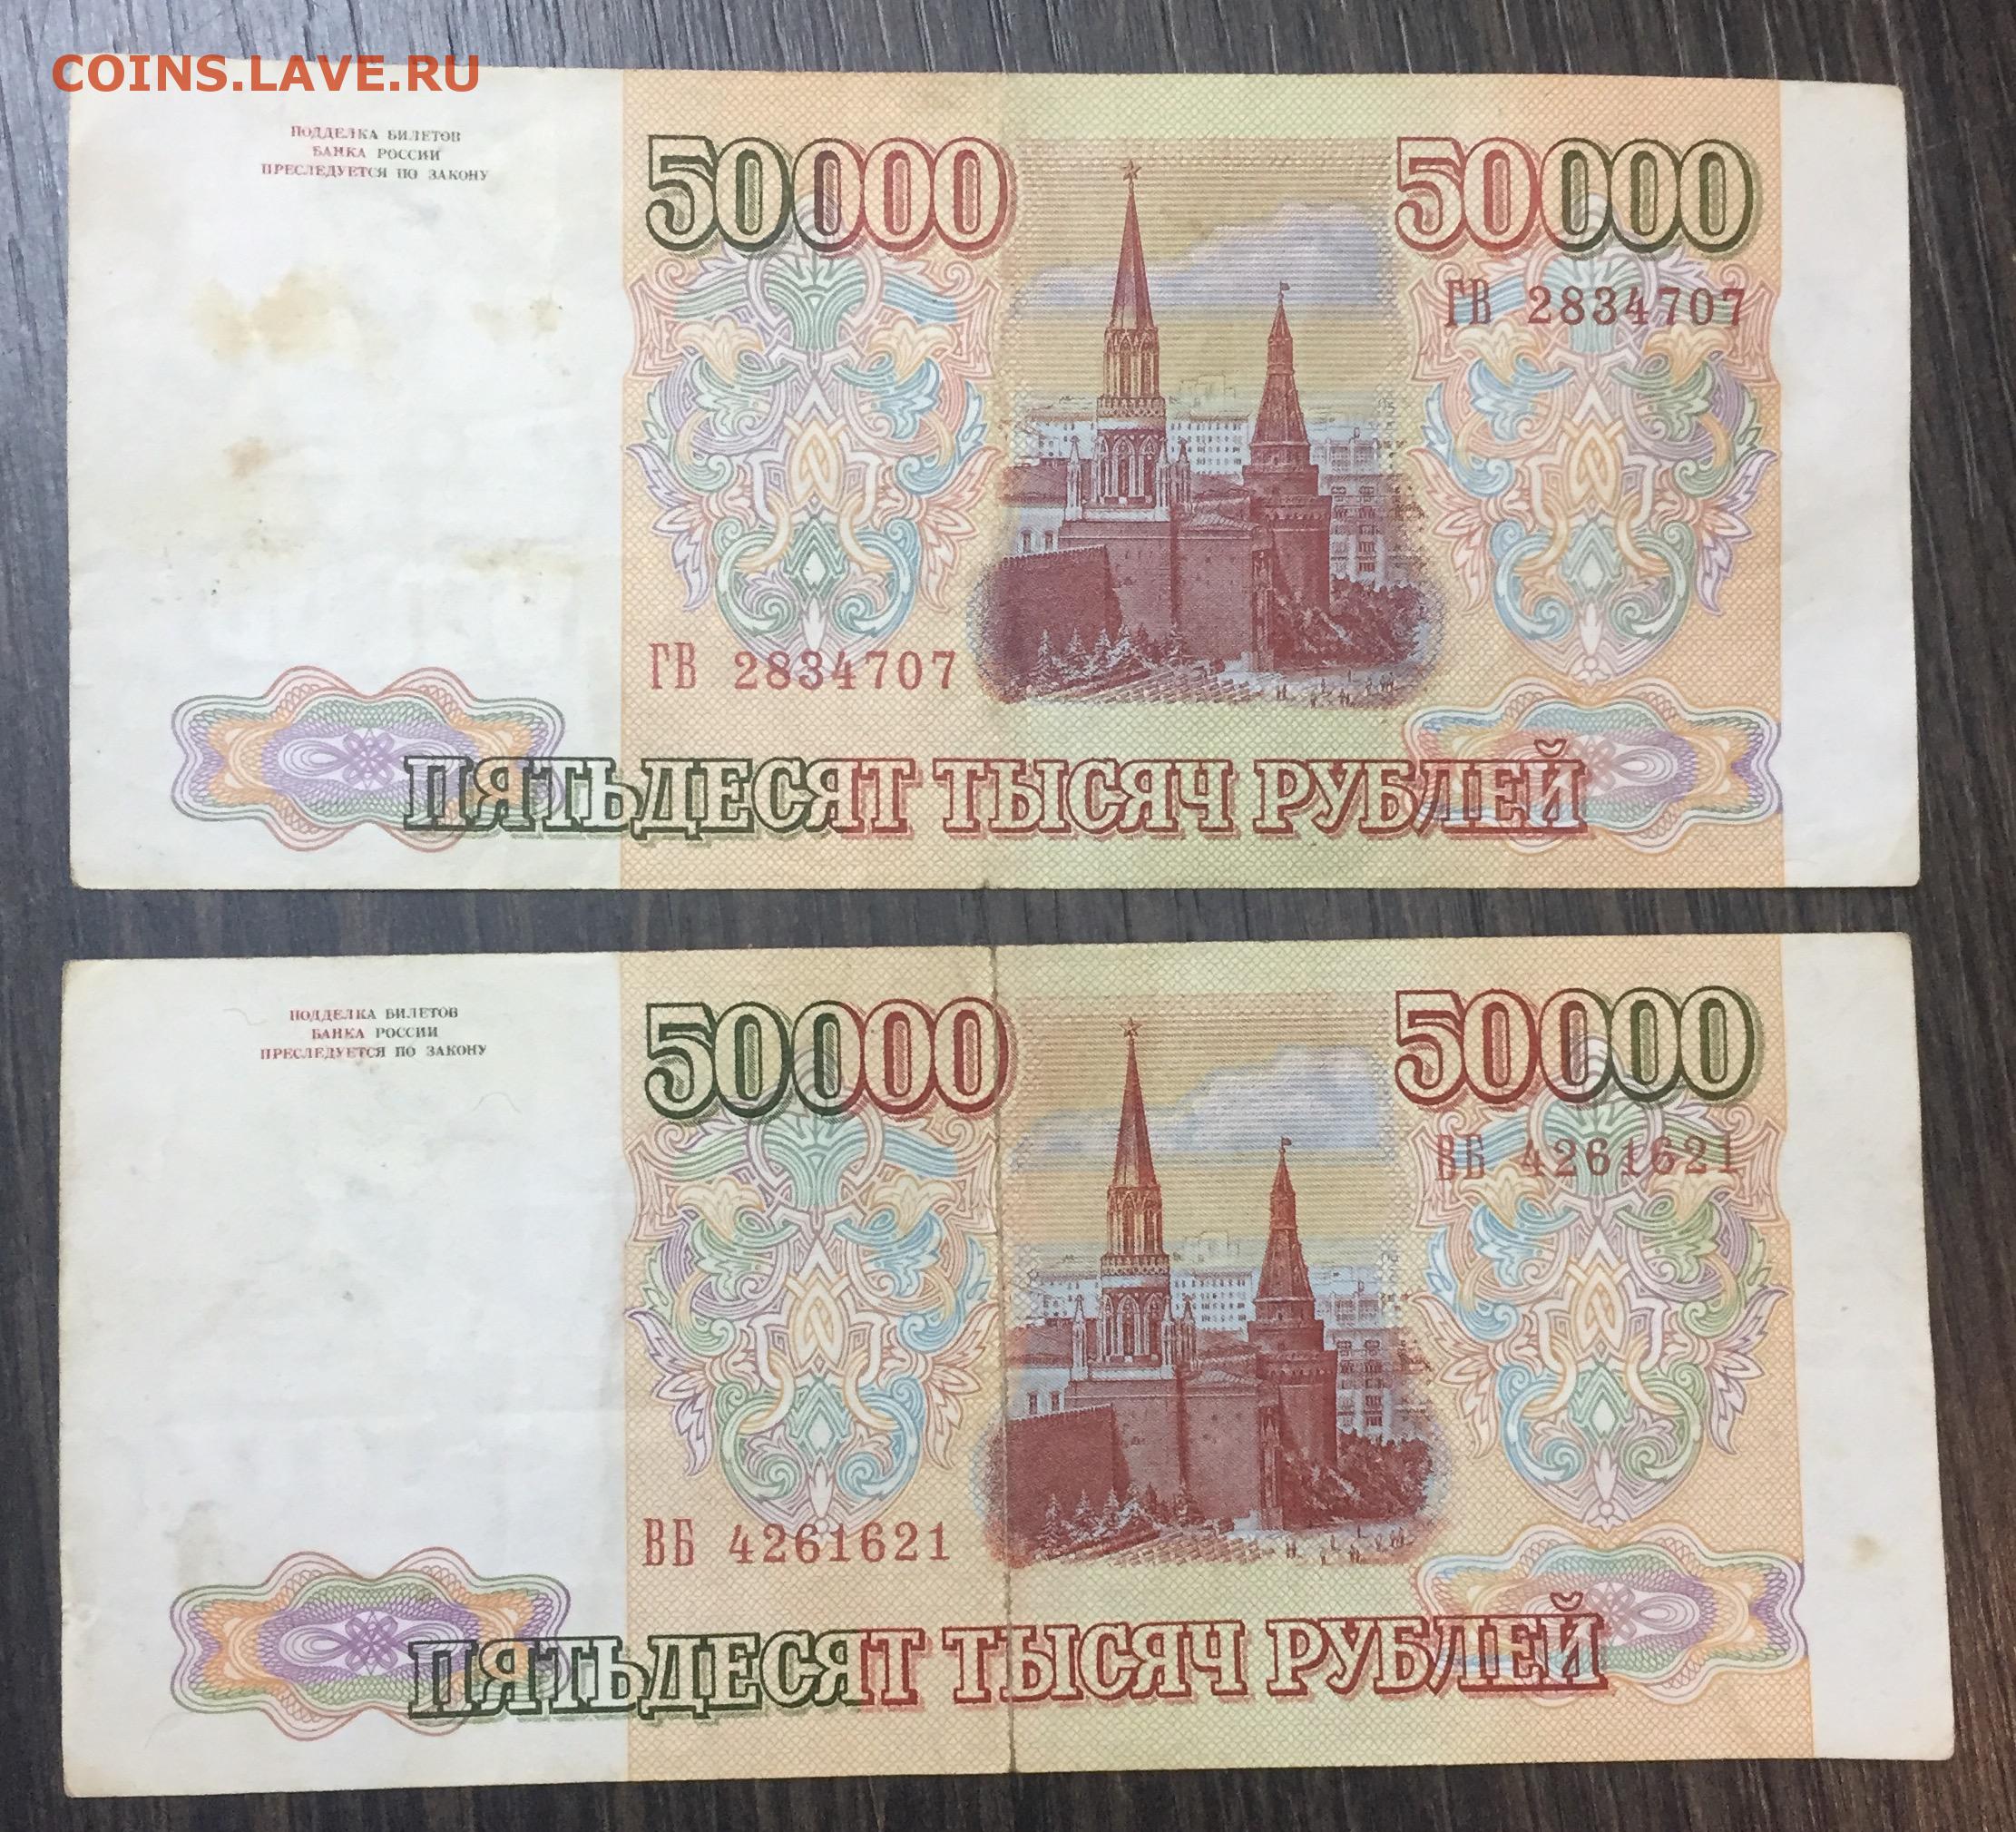 COINS.LAVE.RU
ПОДДЕЛКА БИЛЕТОВ
БАНКА РОССИИ
ПРЕСЛЕДУЕТСЯ ПО ЗАКОНУ
50000 50000
ГВ 2834707
ГВ 2834707
ПЯТЬДЕСЯТ ТЫСЯЧ РУБЛЕЙ
ПОДДЕЛКА БИЛЕТОВ
БАНКА РОССИИ
ПРЕСЛЕДУЕТСЯ ПО ЗАКОНУ
50000 50000
ВБ 4261621
ВБ 4261621
ПЯТЬДЕСЯТ ТЫСЯЧ РУБЛЕЙ